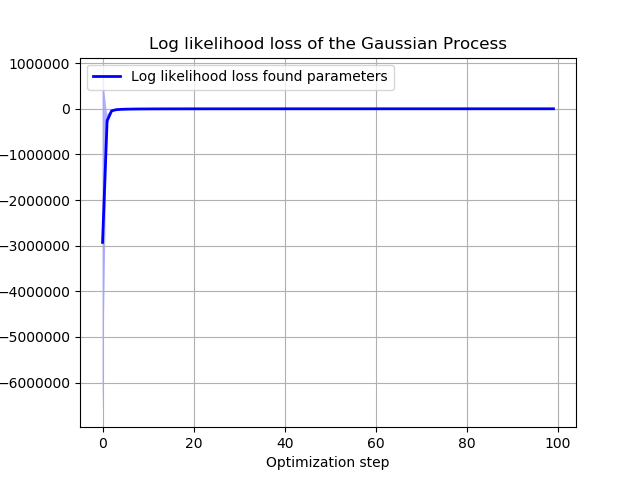 Log likelihood loss of the Gaussian Process
Log likelihood loss found parameters
1000000
0
−1000000
−2000000
−3000000
−4000000
−5000000
−6000000
0 20 40 60 80 100
Optimization step